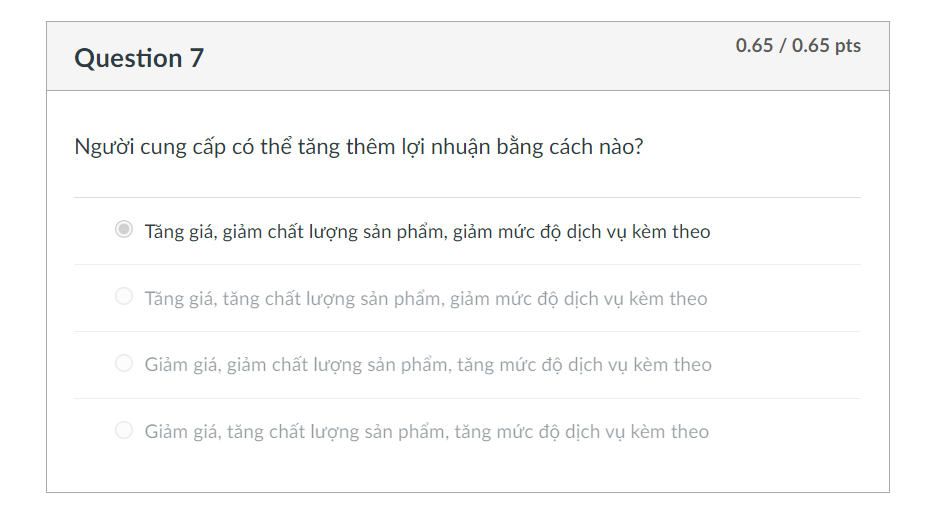 Question 7
0.65 / 0.65 pts
Người cung cấp có thể tăng thêm lợi nhuận bằng cách nào?
Tăng giá, giảm chất lượng sản phẩm, giảm mức độ dịch vụ kèm theo
Tăng giá, tăng chất lượng sản phẩm, giảm mức độ dịch vụ kèm theo
Giảm giá, giảm chất lượng sản phẩm, tăng mức độ dịch vụ kèm theo
Giảm giá, tăng chất lượng sản phẩm, tăng mức độ dịch vụ kèm theo